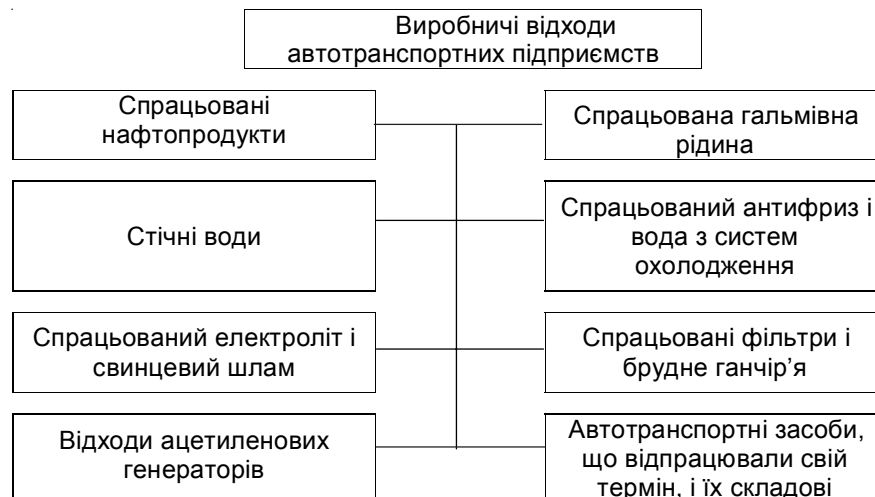 Виробничі відходи
автотранспортних підприємств
Спрацьовані
нафтопродукти
Спрацьована гальмівна
рідина
Стічні води
Спрацьований антифриз і
вода з систем
охолодження
Спрацьований електроліт і
свинцевий шлам
Спрацьовані фільтри і
брудне ганчір’я
Відходи ацетиленових
генераторів
Автотранспортні засоби,
що відпрацювали свій
термін, і їх складові